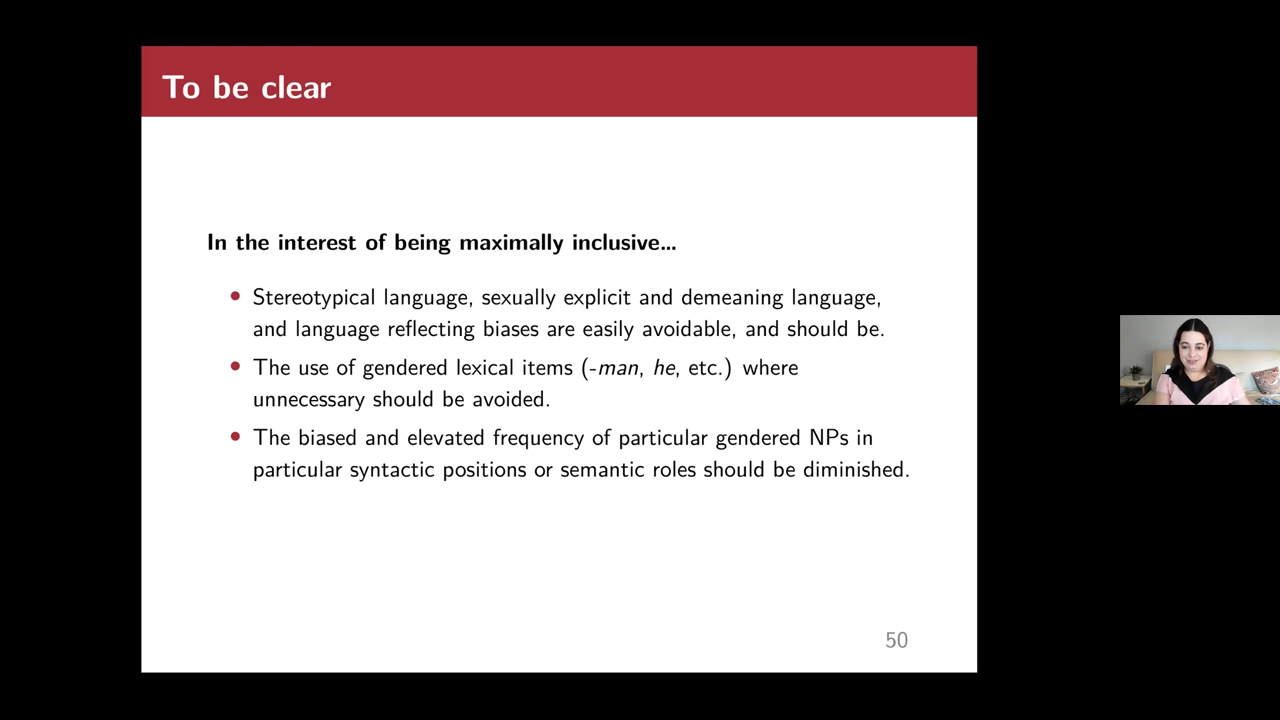 To be clear
In the interest of being maximally inclusive...
• Stereotypical language, sexually explicit and demeaning language,
and language reflecting biases are easily avoidable, and should be.
• The use of gendered lexical items (-man, he, etc.) where
unnecessary should be avoided.
• The biased and elevated frequency of particular gendered NPs in
particular syntactic positions or semantic roles should be diminished.
50